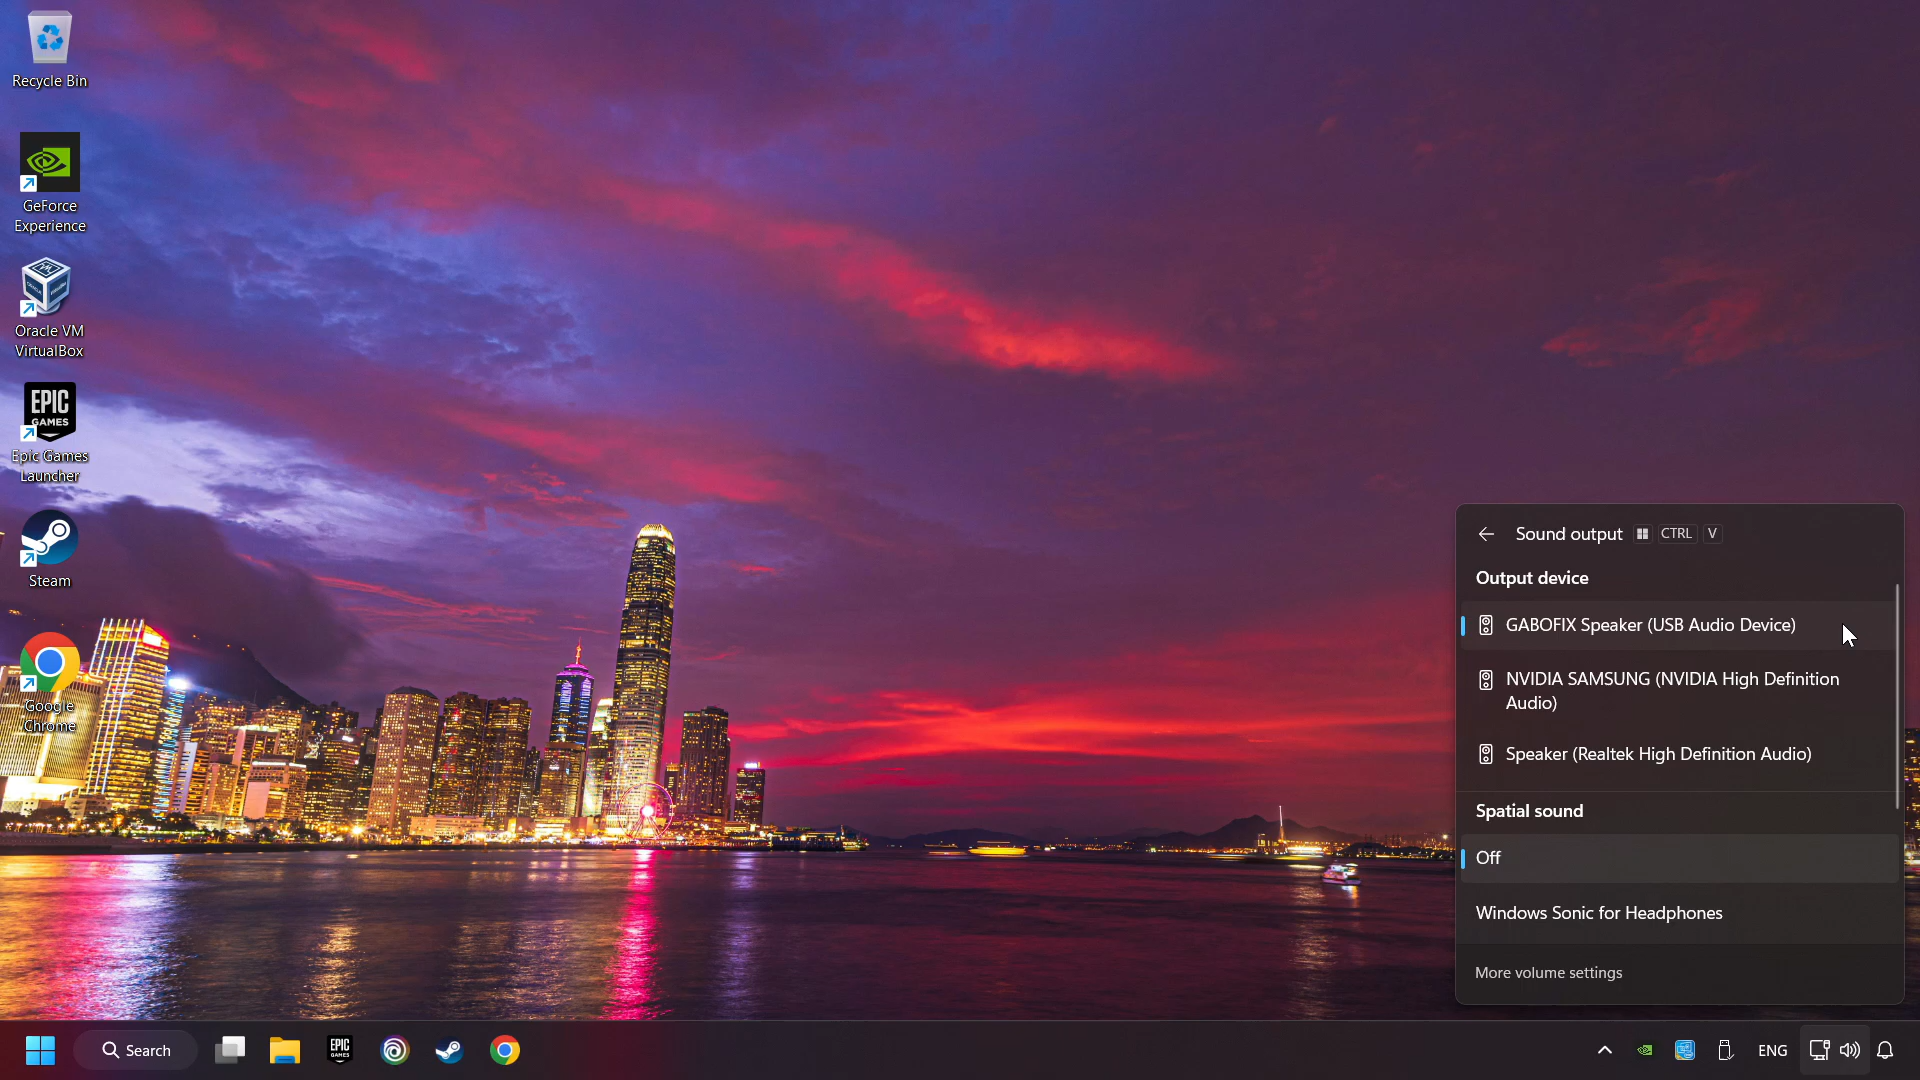 Recycle Bin
GeForce
Experience
Oracle VM
VirtualBox
EPIC
GAMES
Epic Games
Launcher
Steam
Google
Chrome
Sound output CTRL V
Output device
GABOFIX Speaker (USB Audio Device)
NVIDIA SAMSUNG (NVIDIA High Definition
Audio)
Speaker (Realtek High Definition Audio)
Spatial sound
Off
Windows Sonic for Headphones
More volume settings
Search
EPIC
GAMES
ENG